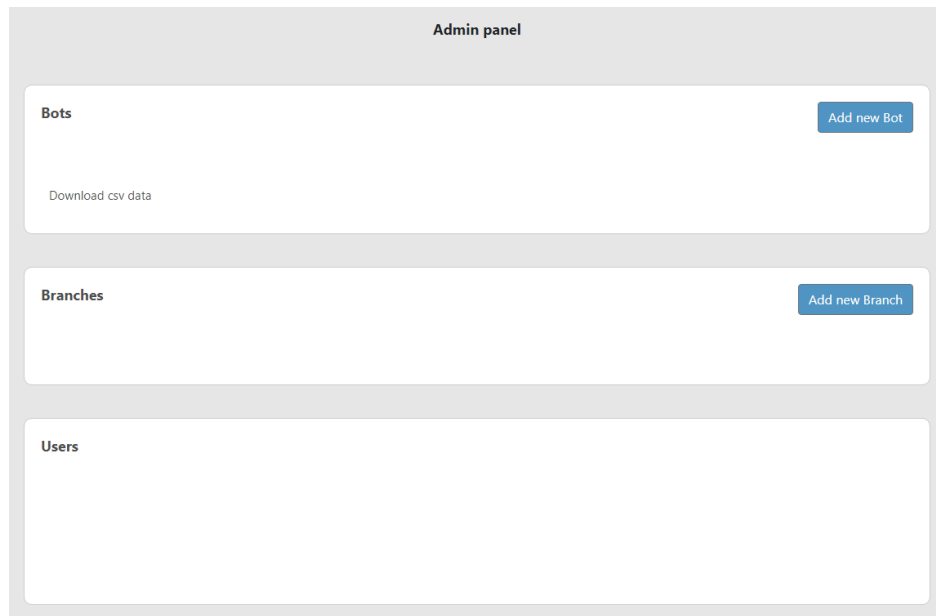 Admin panel
Bots
Add new Bot
Download csv data
Branches
Add new Branch
Users